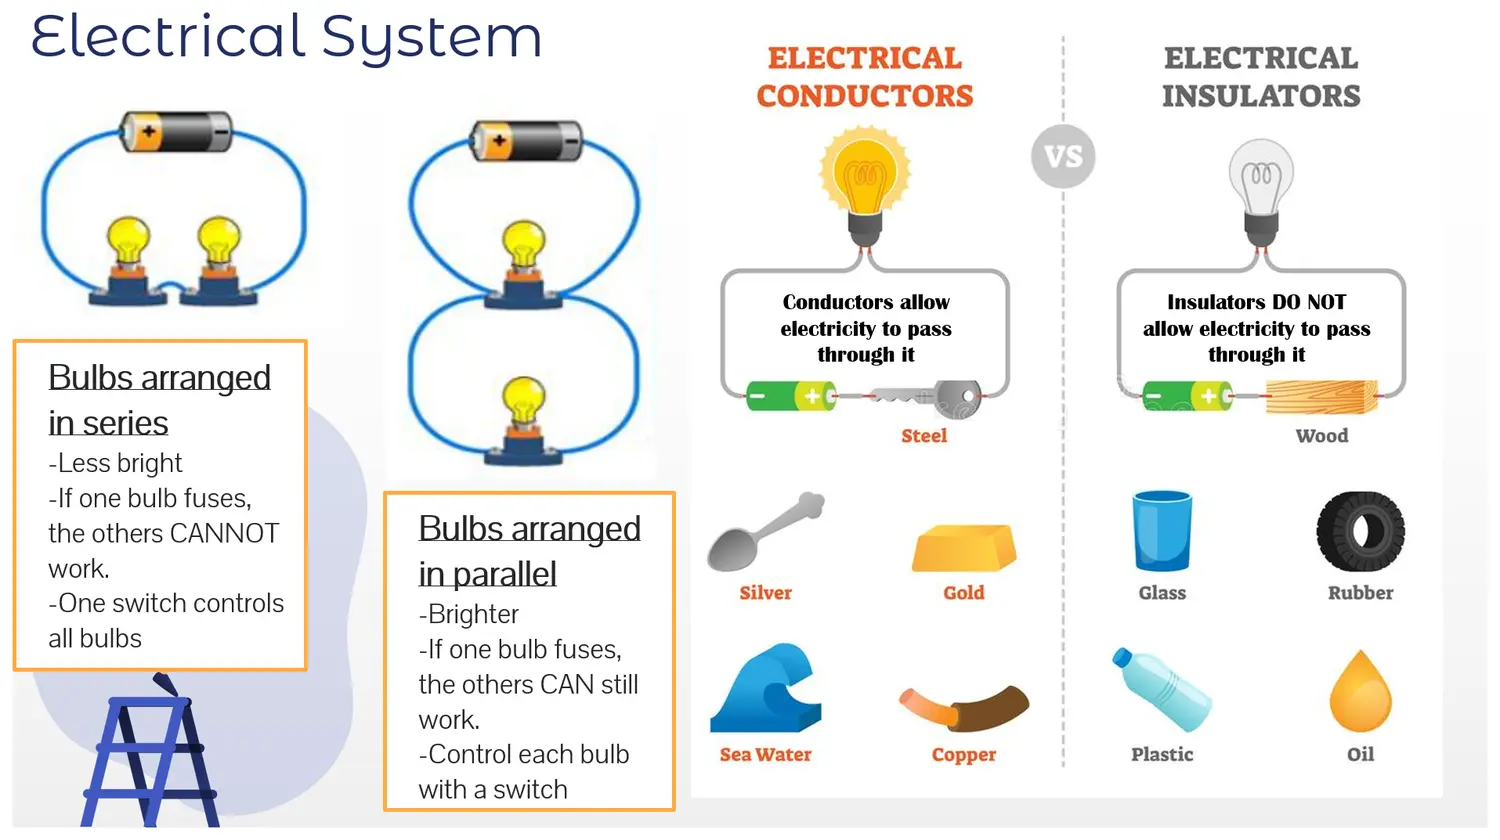 Electrical System
Bulbs arranged
in series
-Less bright
-If one bulb fuses,
the others CANNOT
work.
-One switch controls
all bulbs
Bulbs arranged
in parallel
-Brighter
-If one bulb fuses,
the others CAN still
work.
-Control each bulb
with a switch
ELECTRICAL
CONDUCTORS
VS
ELECTRICAL
INSULATORS
Conductors allow
electricity to pass
through it
Steel
Silver
Gold
Sea Water
Copper
Insulators DO NOT
allow electricity to pass
through it
Wood
Glass
Rubber
Plastic
Oil